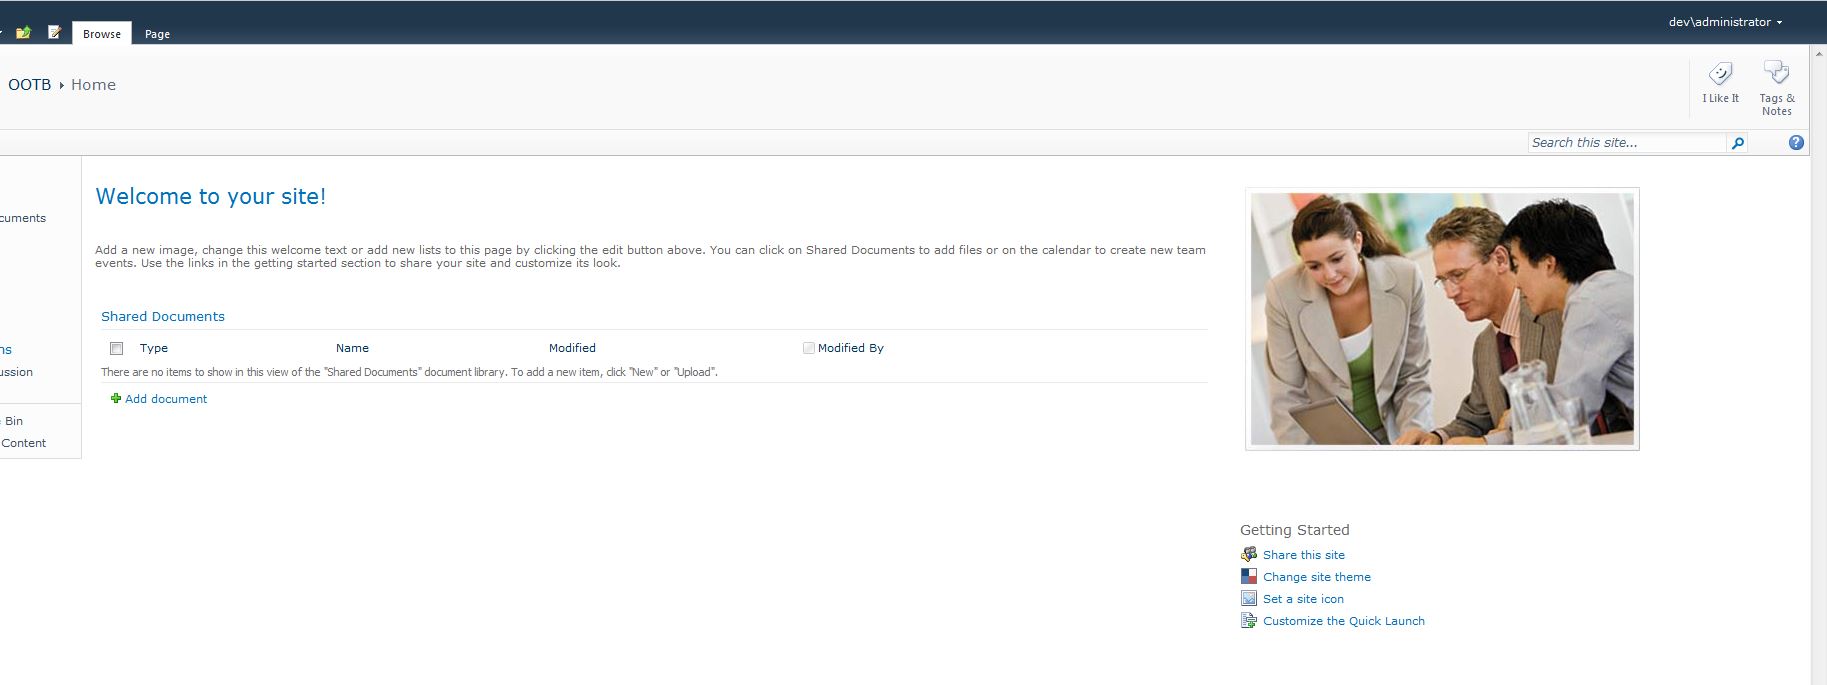 Browse
Page
dev\administrator
OOTB
Home
I Like It
Tags &
Notes
Search this site...
cuments
ns
ussion
Bin
Content
Welcome to your site!
Add a new image, change this welcome text or add new lists to this page by clicking the edit button above. You can click on Shared Documents to add files or on the calendar to create new team
events. Use the links in the getting started section to share your site and customize its look.
Shared Documents
Type Name Modified Modified By
There are no items to show in this view of the "Shared Documents" document library. To add a new item, click "New" or "Upload".
Add document
Getting Started
Share this site
Change site theme
Set a site icon
Customize the Quick Launch